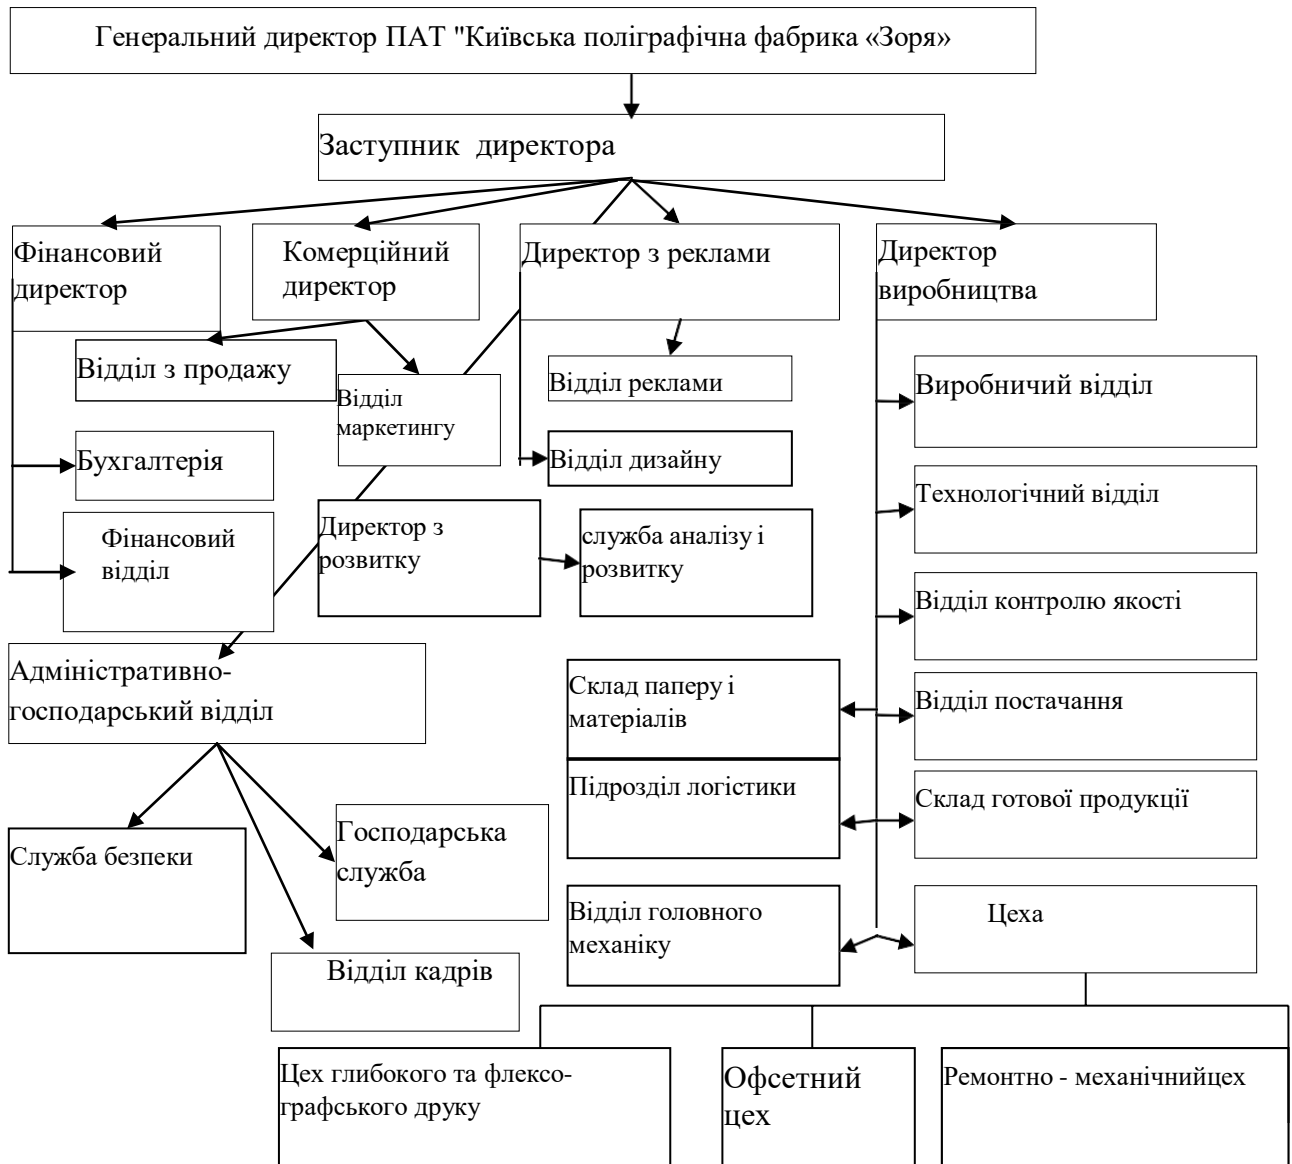 Генеральний директор ПАТ "Київська поліграфічна фабрика «Зоря»
Заступник директора
Фінансовий
директор
Комерційний
директор
Директор з реклами
Директор
виробництва
Відділ з продажу
Відділ
маркетингу
Відділ реклами
Виробничий відділ
Бухгалтерія
Відділ дизайну
Технологічний відділ
Фінансовий
відділ
Директор з
розвитку
служба аналізу і
розвитку
Відділ контролю якості
Адміністративно-
господарський відділ
Склад паперу і
матеріалів
Відділ постачання
Підрозділ логістики
Склад готової продукції
Служба безпеки
Господарська
служба
Відділ головного
механіку
Цеха
Відділ кадрів
Цех глибокого та флексо-
графського друку
Офсетний
цех
Ремонтно - механічнийцех